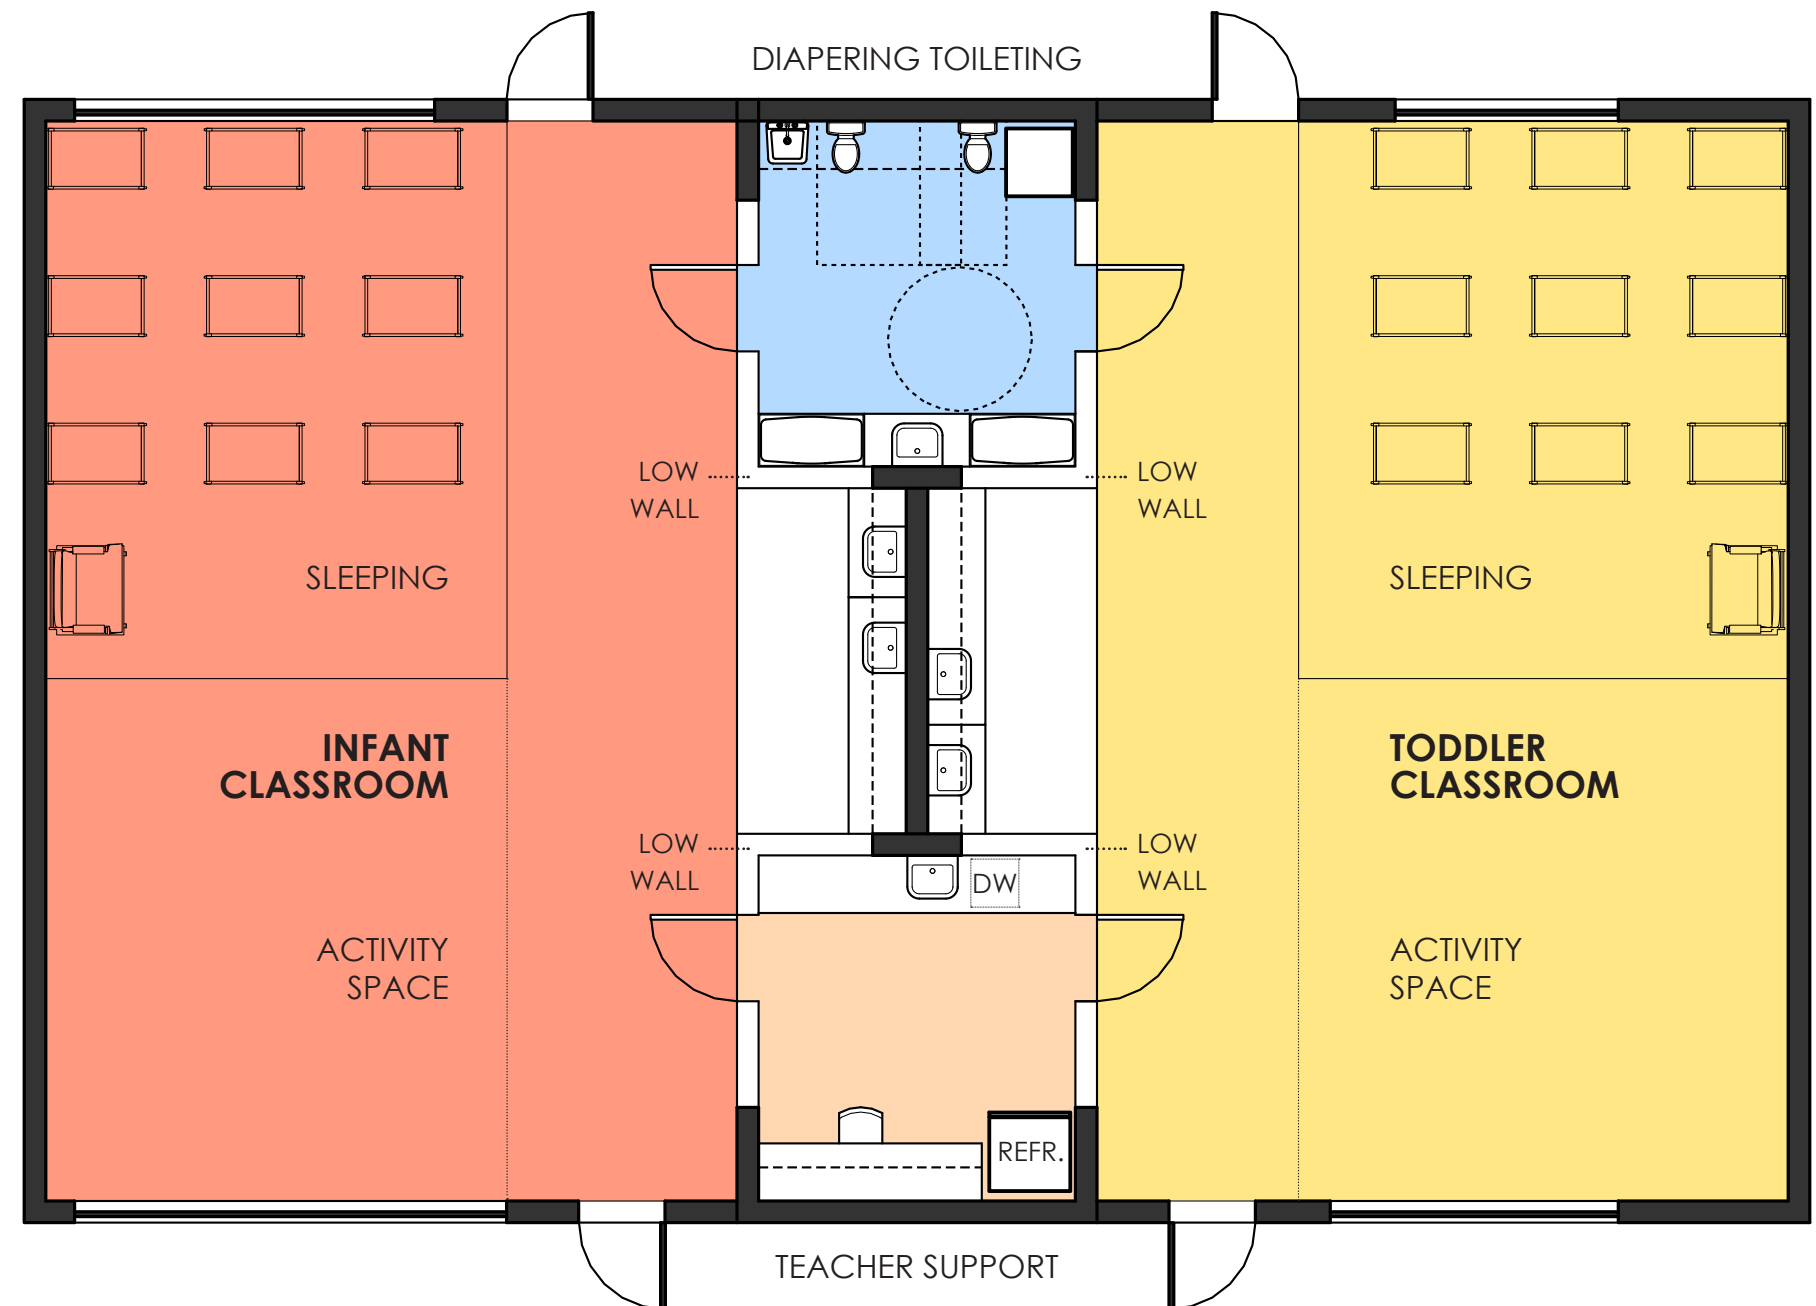 DIAPERING TOILETING
LOW
WALL
LOW
WALL
SLEEPING
SLEEPING
INFANT
CLASSROOM
TODDLER
CLASSROOM
LOW
WALL
LOW
WALL
DW
ACTIVITY
SPACE
ACTIVITY
SPACE
REFR.
TEACHER SUPPORT